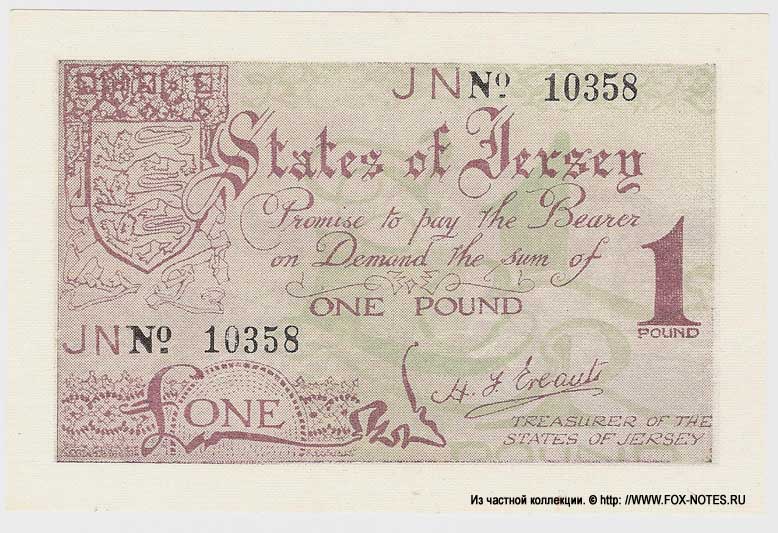 JN No 10358
States of Jersey
Promise to pay the Bearer
on Demand the sum of
ONE POUND
1
POUND
JN No 10358
£ONE
H. F. Ereaut
TREASURER OF THE
STATES OF JERSEY
Из частной коллекции. © http: //WWW.FOX-NOTES.RU